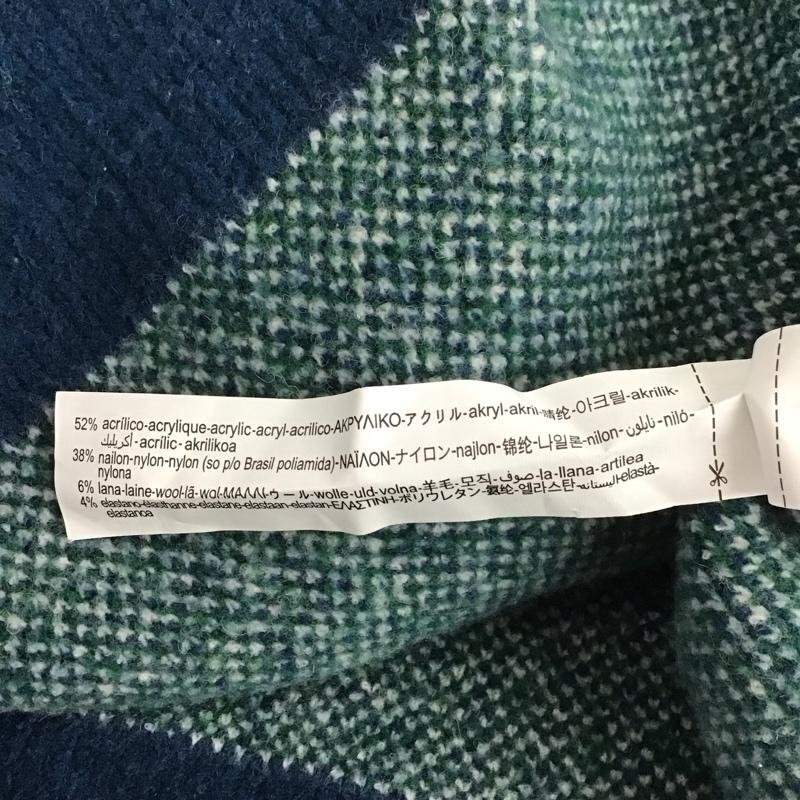 52% acrílico-acrylique-acrylic-acryl-acrilico-ΑΚΡΥΛΙΚΟ-アクリル-akryl-akril-腈纶-아크릴-akrilik-
أكريليك-acrílic-akrilikoa
38% nailon-nylon-nylon (so p/o Brasil poliamida)-ΝΑΪΛΟΝ-ナイロン-najlon-锦纶-나일론-nilon-نايلون-niló-
nylona
6% lana-laine-wool-lã-wol-ΜΑΛΛΙ-ウール-wolle-uld-volna-羊毛-모직-صوف-la-llana-artilea
4% elastano-élasthanne-elastane-elastaan-elastan-ΕΛΑΣΤΙΝΗ-ポリウレタン-氨纶-엘라스탄-elastà-
elastanoa